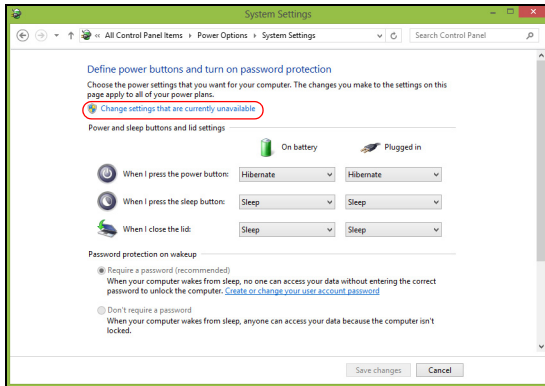 System Settings
« All Control Panel Items › Power Options › System Settings
Search Control Panel
Define power buttons and turn on password protection
Choose the power settings that you want for your computer. The changes you make to the settings on this
page apply to all of your power plans.
Change settings that are currently unavailable
Power and sleep buttons and lid settings
On battery Plugged in
When I press the power button: Hibernate Hibernate
When I press the sleep button: Sleep Sleep
When I close the lid: Sleep Sleep
Password protection on wakeup
Require a password (recommended)
When your computer wakes from sleep, no one can access your data without entering the correct
password to unlock the computer. Create or change your user account password
Don't require a password
When your computer wakes from sleep, anyone can access your data because the computer isn't
locked.
Save changes Cancel